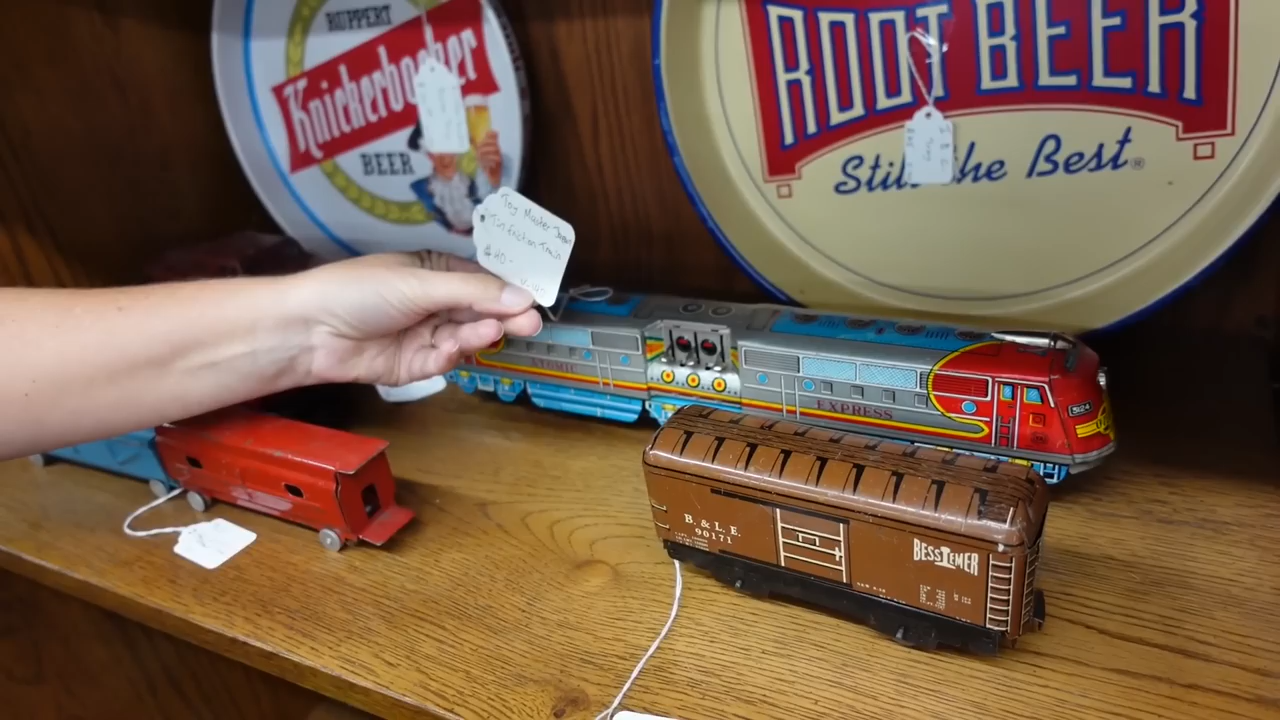 RUPPERT
Knickerbocker
BEER
ROOT BEER
Still the Best®
Toy Master Japan
Tin friction Train
$40-
ATOMIC
EXPRESS
5124
B. & L. E.
90171
BESSEMER